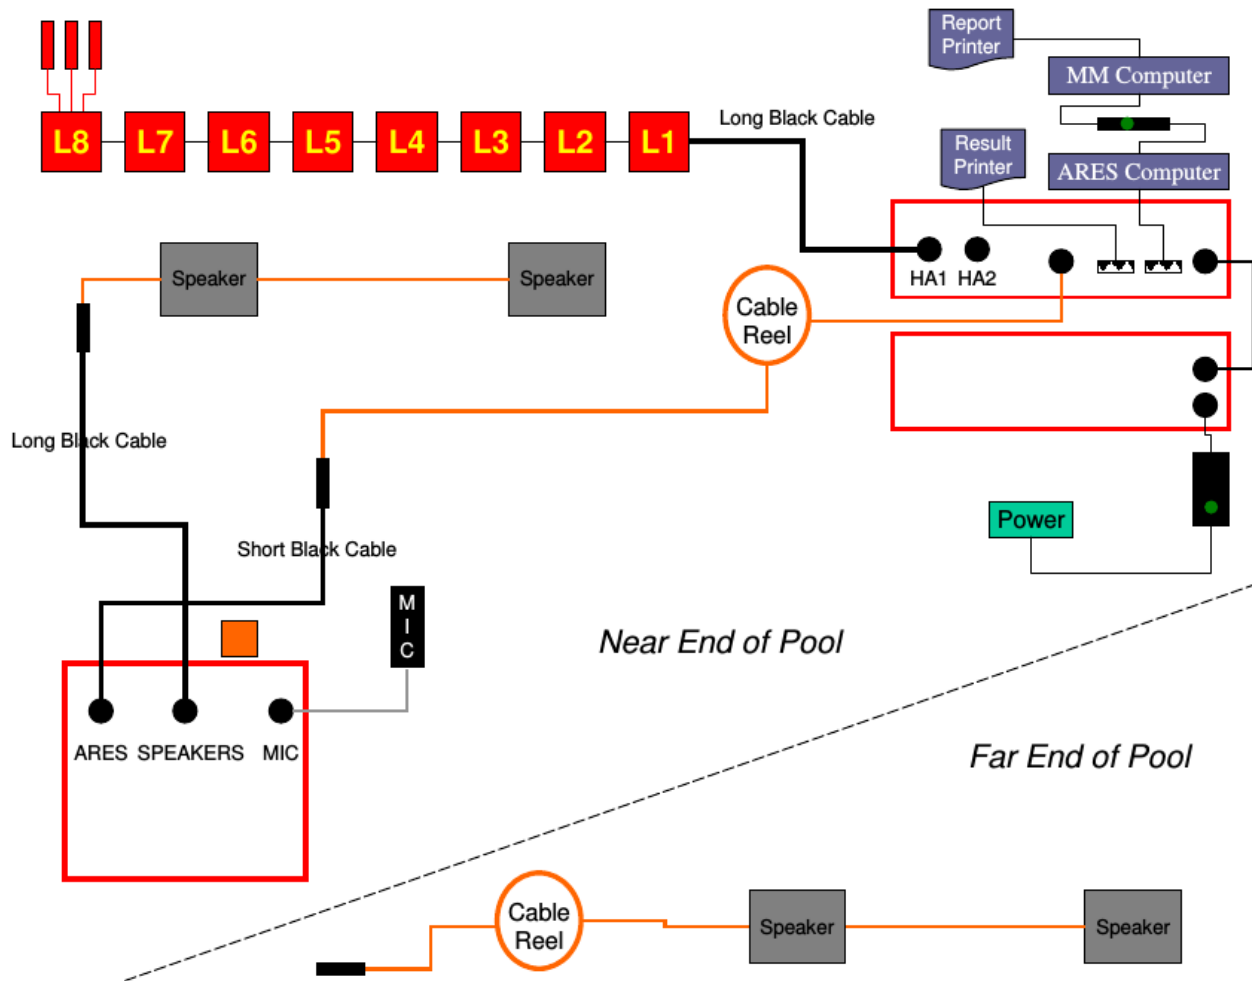 Report
Printer
MM Computer
Long Black Cable
L8 L7 L6 L5 L4 L3 L2 L1
Result
Printer
ARES Computer
Speaker
Speaker
HA1 HA2
Cable
Reel
Long Black Cable
Power
Short Black Cable
M
I
C
Near End of Pool
ARES SPEAKERS MIC
Far End of Pool
Cable
Reel
Speaker
Speaker